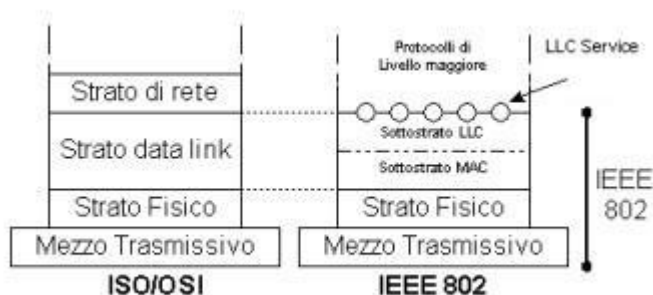 Strato di rete
Strato data link
Strato Fisico
Mezzo Trasmissivo
ISO/OSI
Protocolli di
Livello maggiore
LLC Service
Sottostrato LLC
Sottostrato MAC
Strato Fisico
Mezzo Trasmissivo
IEEE 802
IEEE
802